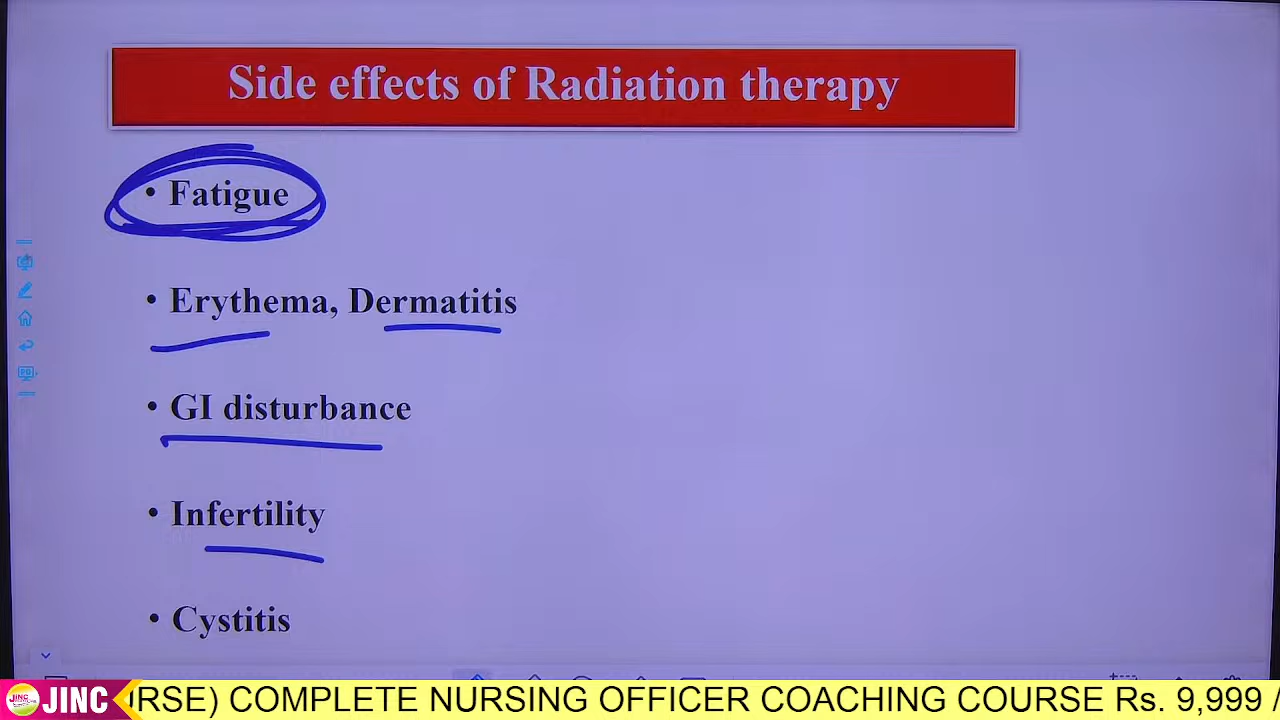 Side effects of Radiation therapy
• Fatigue
• Erythema, Dermatitis
• GI disturbance
• Infertility
• Cystitis
JINC RSE) COMPLETE NURSING OFFICER COACHING COURSE Rs. 9,999 /